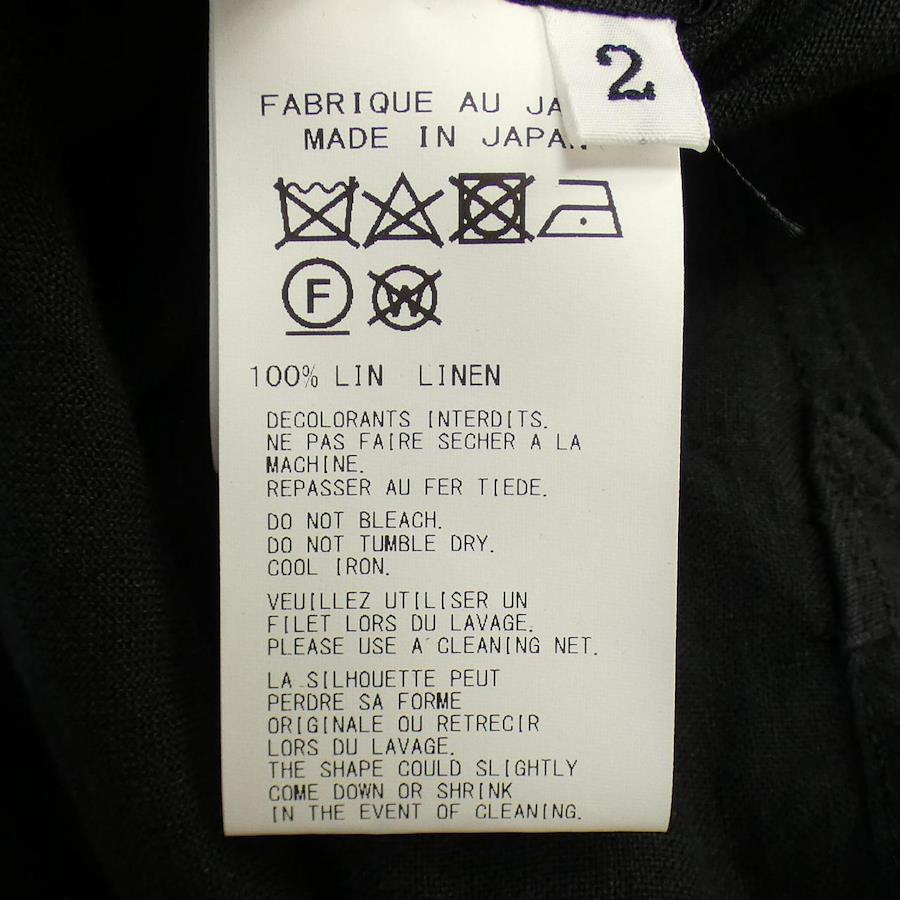 2
FABRIQUE AU
MADE IN JAPAN
F
W
100% LIN LINEN
DECOLORANTS INTERDITS.
NE PAS FAIRE SECHER A LA
MACHINE.
REPASSER AU FER TIEDE.
DO NOT BLEACH.
DO NOT TUMBLE DRY.
COOL IRON.
VEUILLEZ UTILISER UN
FILET LORS DU LAVAGE.
PLEASE USE A CLEANING NET.
LA SILHOUETTE PEUT
PERDRE SA FORME
ORIGINALE OU RETRECIR
LORS DU LAVAGE.
THE SHAPE COULD SLIGHTLY
COME DOWN OR SHRINK
IN THE EVENT OF CLEANING.